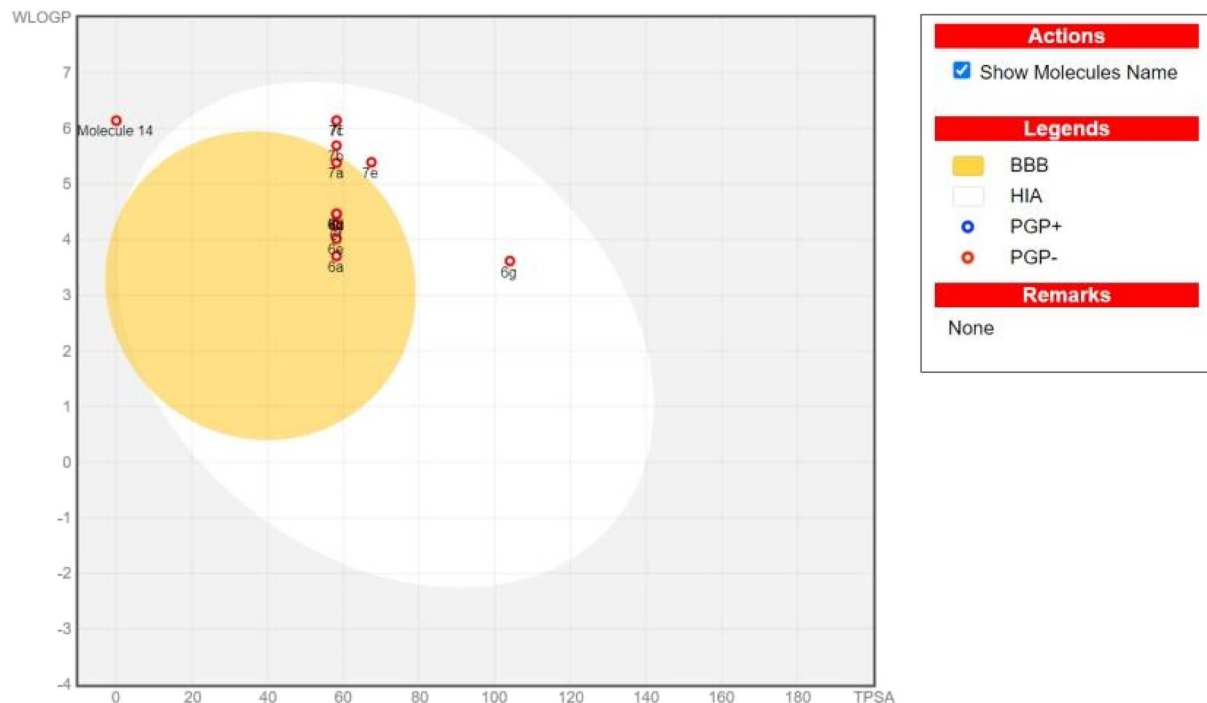 WLOGP
7
6
5
4
3
2
1
0
-1
-2
-3
-4
0 20 40 60 80 100 120 140 160 180 TPSA
Molecule 14
7b
7a 7e
6e
6a
6g
Actions
Show Molecules Name
Legends
BBB
HIA
PGP+
PGP-
Remarks
None